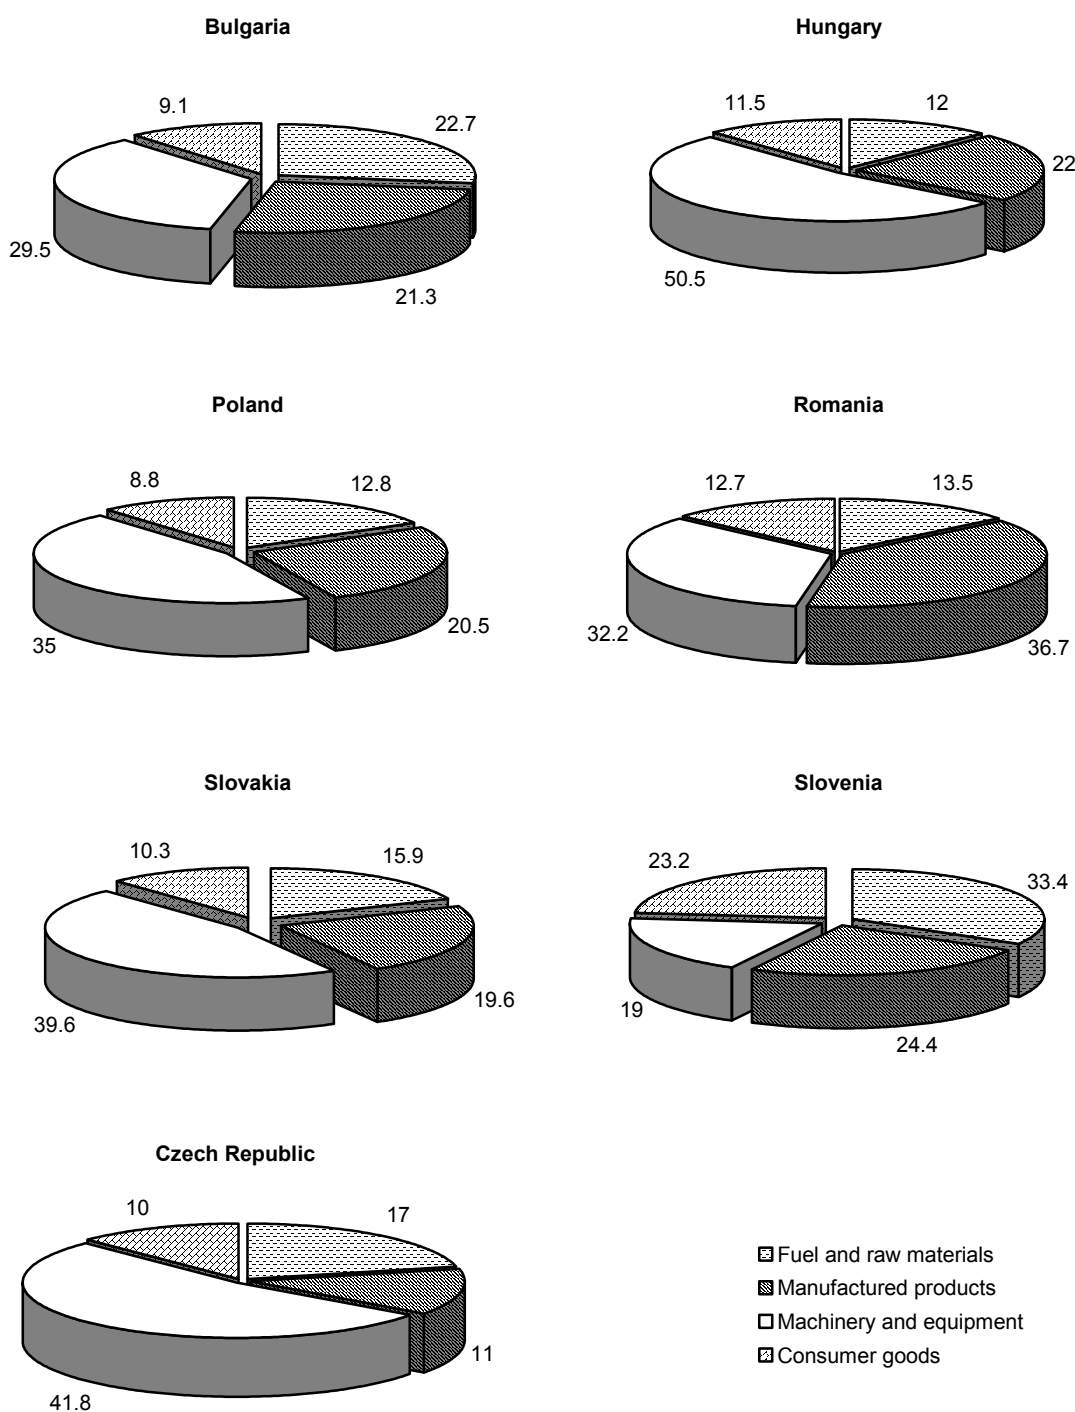 Bulgaria
9.1
22.7
29.5
21.3
Hungary
11.5
12
22
50.5
Poland
8.8
12.8
35
20.5
Romania
12.7
13.5
32.2
36.7
Slovakia
10.3
15.9
39.6
19.6
Slovenia
23.2
33.4
19
24.4
Czech Republic
10
17
41.8
11
Fuel and raw materials
Manufactured products
Machinery and equipment
Consumer goods